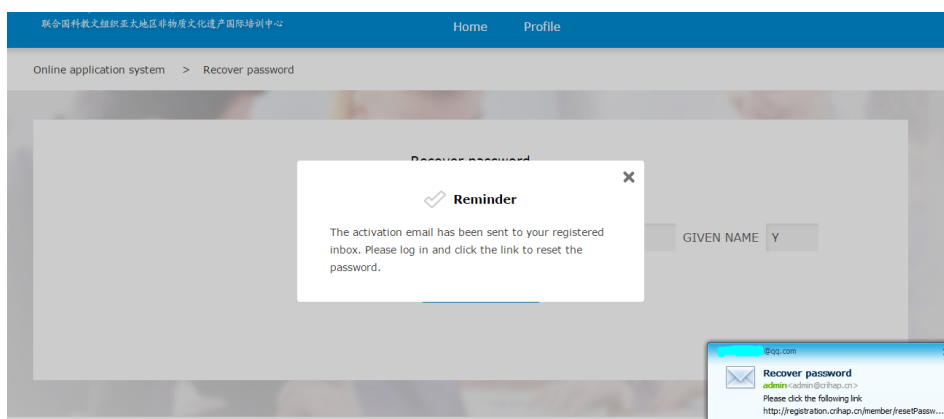 联合国科教文组织亚太地区非物质文化遗产国际培训中心
Home Profile
Online application system > Recover password
Recover password
Reminder
The activation email has been sent to your registered
inbox. Please log in and click the link to reset the
password.
GIVEN NAME Y
@qq.com
Recover password
admin<admin@crihap.cn>
Please click the following link
http://registration.crihap.cn/member/resetPassw...